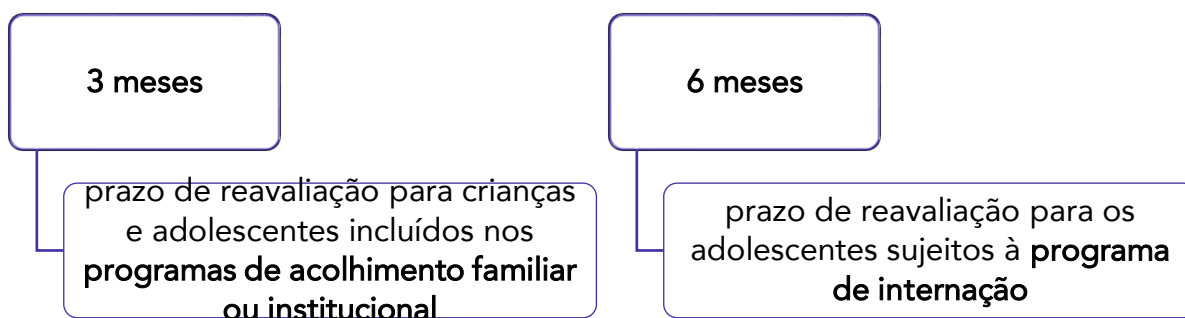 3 meses
prazo de reavaliação para crianças
e adolescentes incluídos nos
programas de acolhimento familiar
ou institucional
6 meses
prazo de reavaliação para os
adolescentes sujeitos à programa
de internação